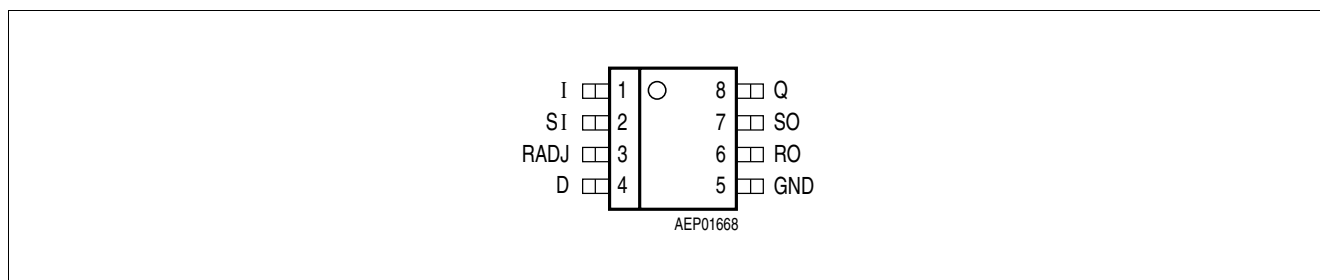 I 1 8 Q
SI 2 7 SO
RADJ 3 6 RO
D 4 5 GND
AEP01668